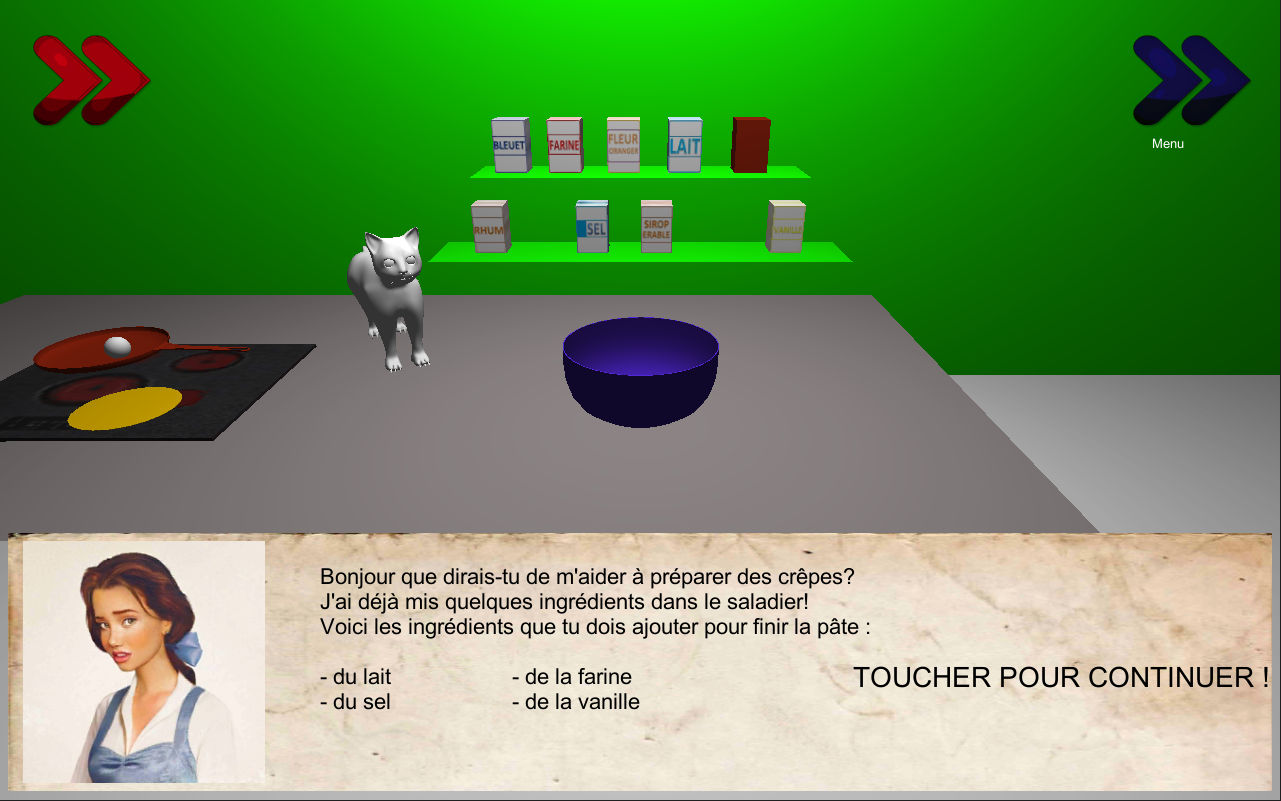 Menu
BLEUET
FARINE
FLEUR
ORANGER
LAIT
RHUM
SEL
SIROP
ERABLE
VANILLE
Bonjour que dirais-tu de m'aider à préparer des crêpes?
J'ai déjà mis quelques ingrédients dans le saladier!
Voici les ingrédients que tu dois ajouter pour finir la pâte :
- du lait - de la farine
TOUCHER POUR CONTINUER !
- du sel - de la vanille